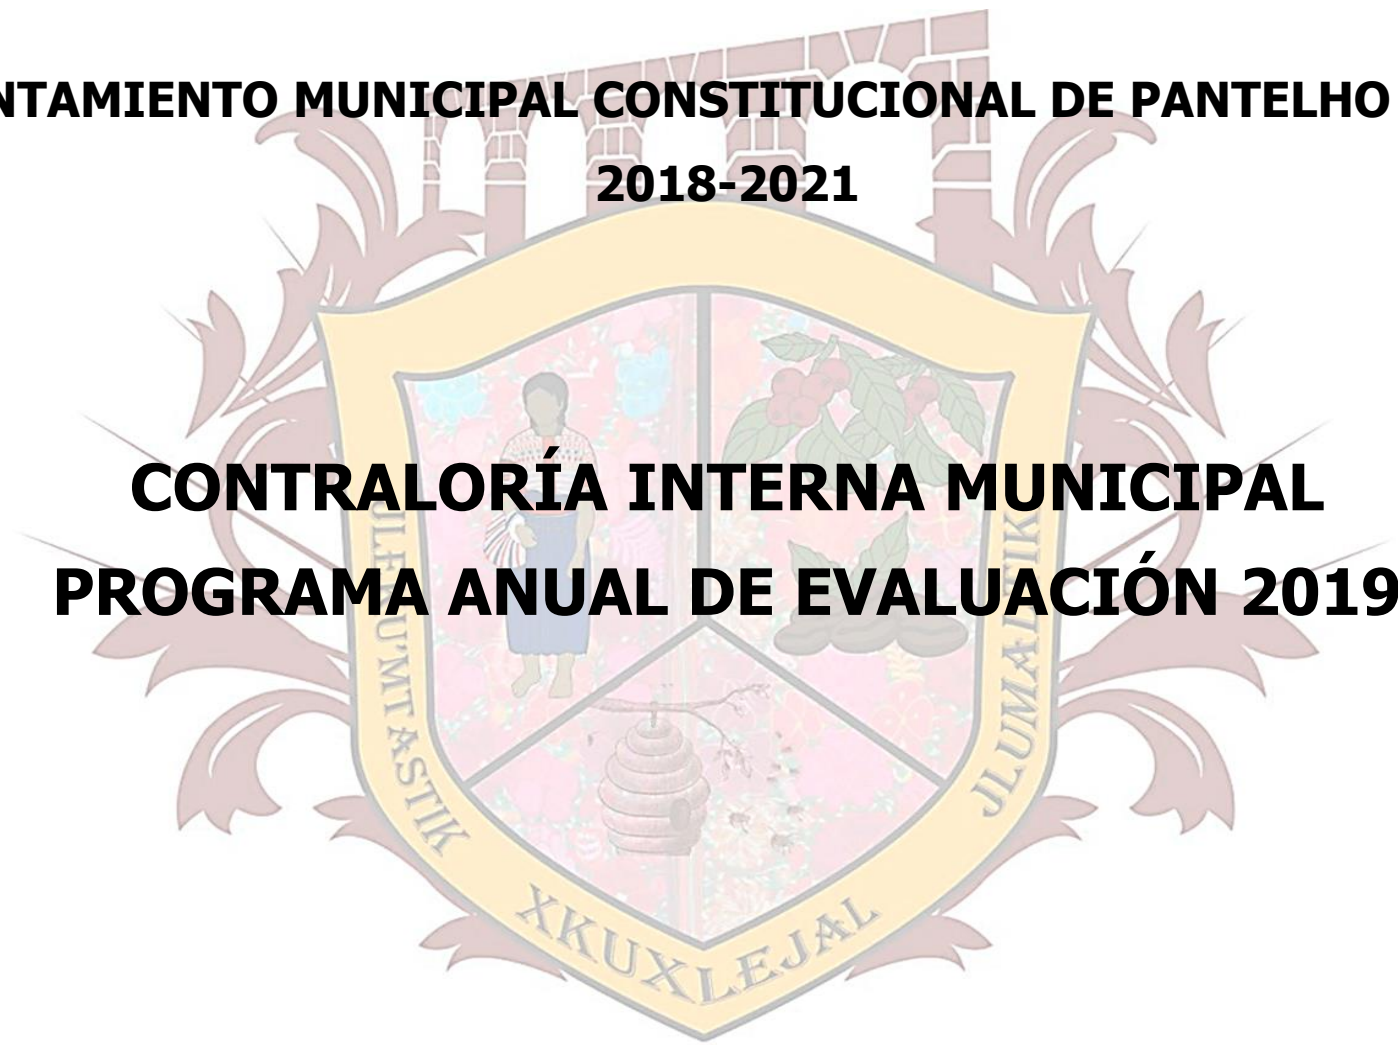 NTAMIENTO MUNICIPAL CONSTITUCIONAL DE PANTELHO
2018-2021
CONTRALORÍA INTERNA MUNICIPAL
PROGRAMA ANUAL DE EVALUACIÓN 2019
XKUXLEJAL